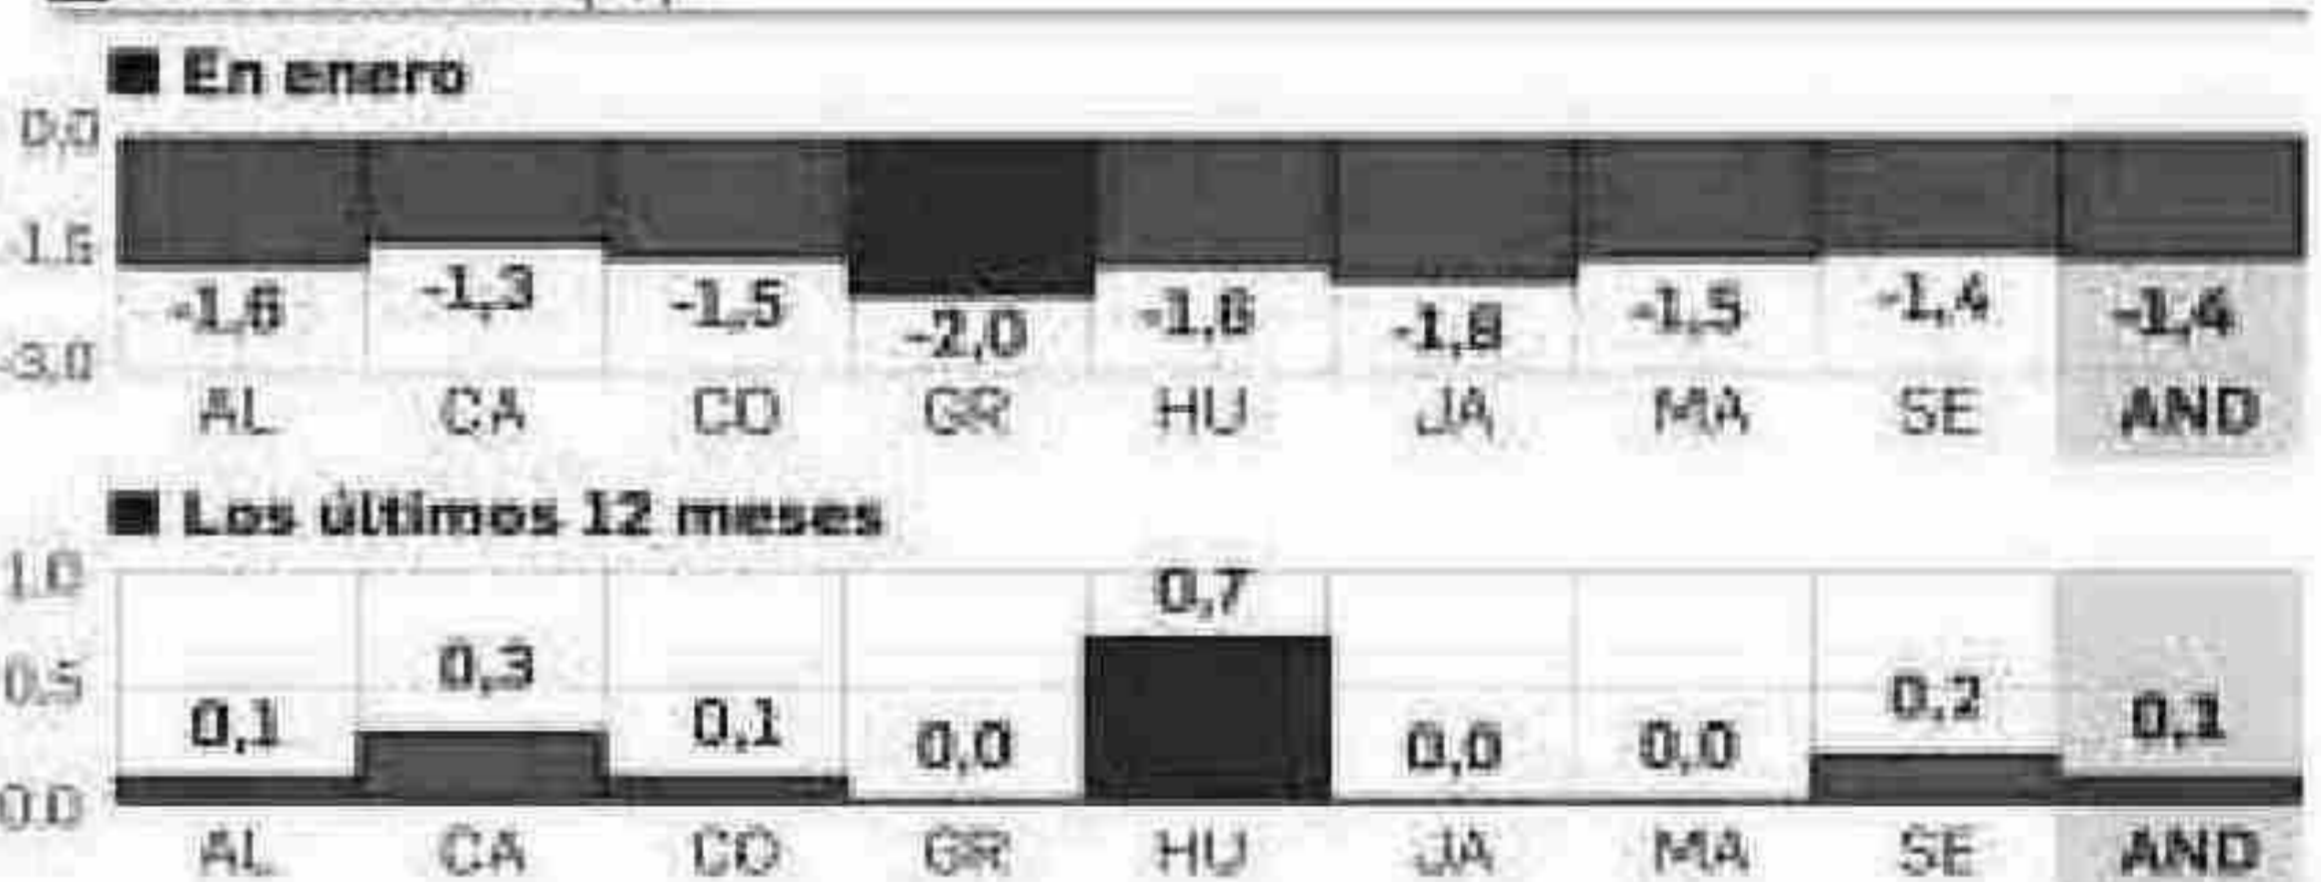 ■ En enero
0,0
-1,5
-3,0
-1,6 -1,3 -1,5 -2,0 -1,6 -1,8 -1,5 -1,4 -1,4
AL CA CO GR HU JA MA SE AND
■ Los últimos 12 meses
1.0
0,5
0.0
0,1 0,3 0,1 0,0 0,7 0,0 0,0 0,2 0,1
AL CA CO GR HU JA MA SE AND